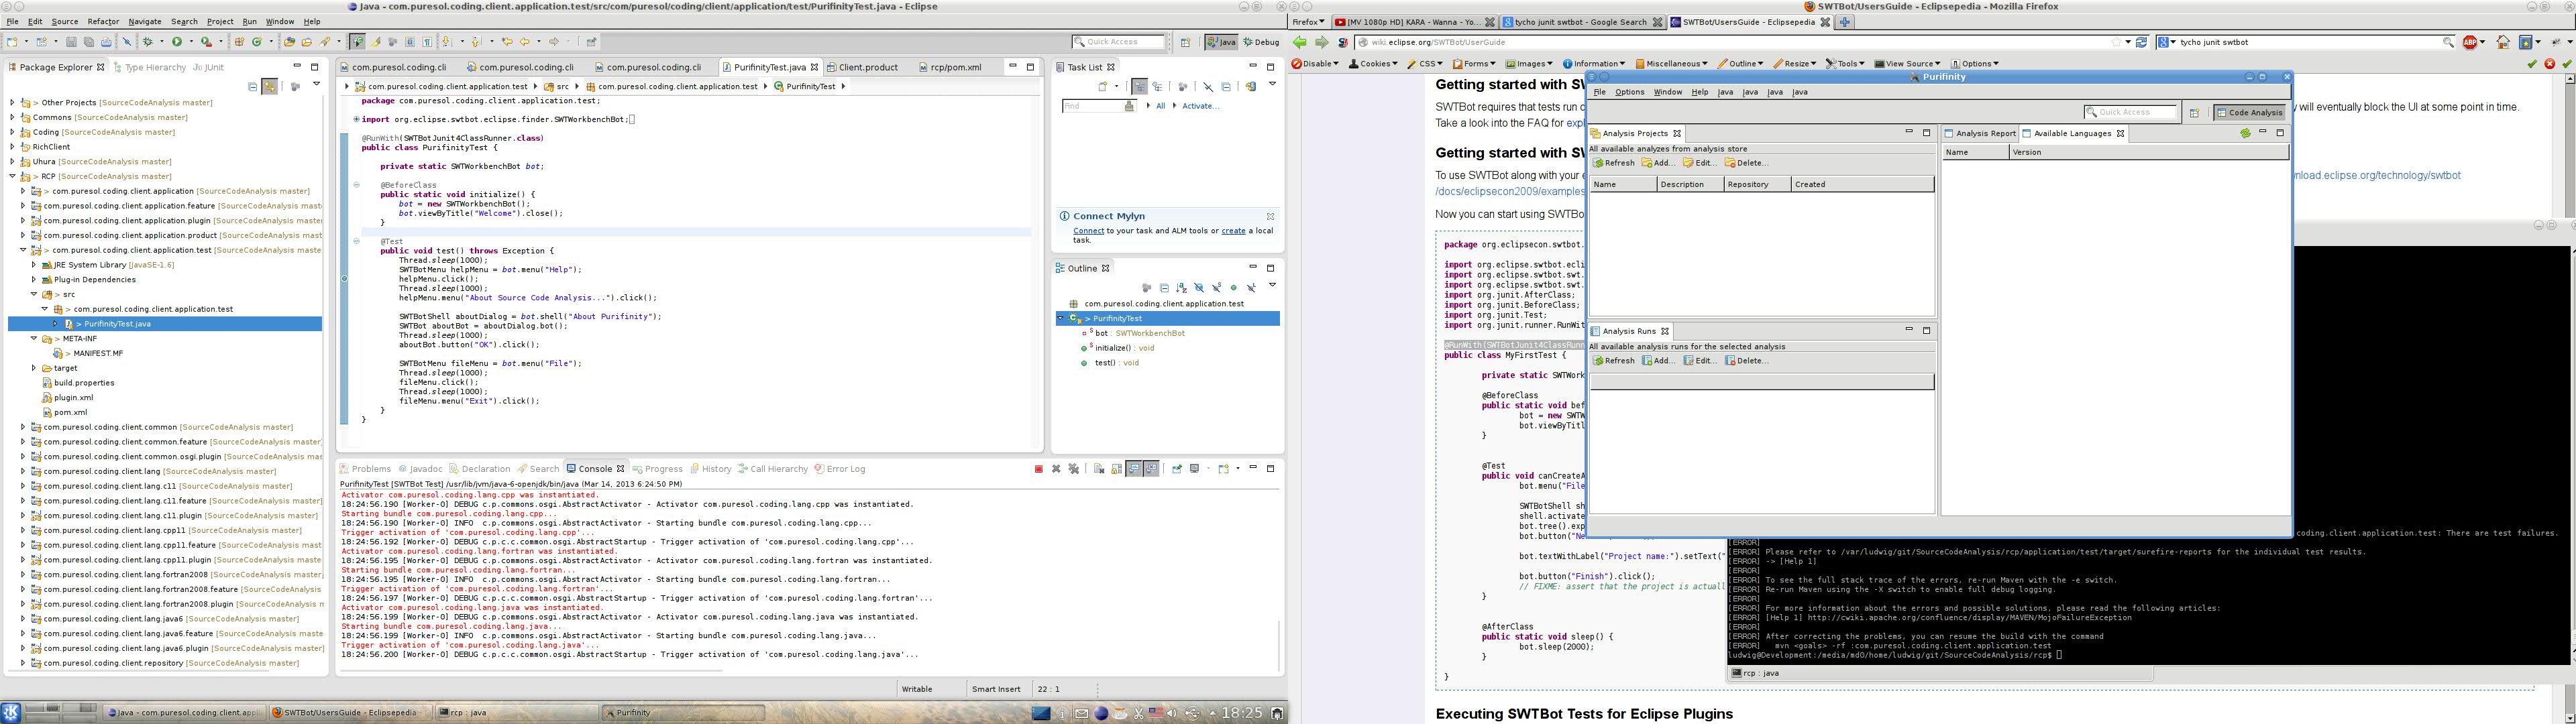 Java - com.puresol.coding.client.application.test/src/com/puresol/coding/client/application/test/PurifinityTest.java - Eclipse
File Edit Source Refactor Navigate Search Project Run Window Help
Quick Access
Java Debug
Package Explorer
Type Hierarchy
JUnit
> Other Projects [SourceCodeAnalysis master]
> Commons [SourceCodeAnalysis master]
> Coding [SourceCodeAnalysis master]
RichClient
> Uhura [SourceCodeAnalysis master]
> RCP [SourceCodeAnalysis master]
> com.puresol.coding.client.application [SourceCodeAnalysis master]
> com.puresol.coding.client.application.feature [SourceCodeAnalysis master]
> com.puresol.coding.client.application.plugin [SourceCodeAnalysis master]
> com.puresol.coding.client.application.product [SourceCodeAnalysis master]
> com.puresol.coding.client.application.test [SourceCodeAnalysis master]
JRE System Library [JavaSE-1.6]
Plug-in Dependencies
> src
> com.puresol.coding.client.application.test
> PurifinityTest.java
> META-INF
> MANIFEST.MF
target
build.properties
plugin.xml
pom.xml
com.puresol.coding.client.common [SourceCodeAnalysis master]
com.puresol.coding.client.common.feature [SourceCodeAnalysis master]
com.puresol.coding.client.common.osgi.plugin [SourceCodeAnalysis master]
com.puresol.coding.client.lang [SourceCodeAnalysis master]
com.puresol.coding.client.lang.c11 [SourceCodeAnalysis master]
com.puresol.coding.client.lang.c11.feature [SourceCodeAnalysis master]
com.puresol.coding.client.lang.c11.plugin [SourceCodeAnalysis master]
com.puresol.coding.client.lang.cpp11 [SourceCodeAnalysis master]
com.puresol.coding.client.lang.cpp11.feature [SourceCodeAnalysis master]
com.puresol.coding.client.lang.cpp11.plugin [SourceCodeAnalysis master]
com.puresol.coding.client.lang.fortran2008 [SourceCodeAnalysis master]
com.puresol.coding.client.lang.fortran2008.feature [SourceCodeAnalysis
com.puresol.coding.client.lang.fortran2008.plugin [SourceCodeAnalysis m
com.puresol.coding.client.lang.java6 [SourceCodeAnalysis master]
com.puresol.coding.client.lang.java6.feature [SourceCodeAnalysis master]
com.puresol.coding.client.lang.java6.plugin [SourceCodeAnalysis master]
com.puresol.coding.client.repository [SourceCodeAnalysis master]
com.puresol.coding.cli com.puresol.coding.cli com.puresol.coding.cli PurifinityTest.java Client.product rcp/pom.xml
com.puresol.coding.client.application.test src com.puresol.coding.client.application.test PurifinityTest
package com.puresol.coding.client.application.test;
import org.eclipse.swtbot.eclipse.finder.SWTWorkbenchBot;
@RunWith(SWTBotJunit4ClassRunner.class)
public class PurifinityTest {
private static SWTWorkbenchBot bot;
@BeforeClass
public static void initialize() {
bot = new SWTWorkbenchBot();
bot.viewByTitle("Welcome").close();
}
@Test
public void test() throws Exception {
Thread.sleep(1000);
SWTBotMenu helpMenu = bot.menu("Help");
helpMenu.click();
Thread.sleep(1000);
helpMenu.menu("About Source Code Analysis...").click();
SWTBotShell aboutDialog = bot.shell("About Purifinity");
SWTBot aboutBot = aboutDialog.bot();
Thread.sleep(1000);
aboutBot.button("OK").click();
SWTBotMenu fileMenu = bot.menu("File");
Thread.sleep(1000);
fileMenu.click();
Thread.sleep(1000);
fileMenu.menu("Exit").click();
}
}
Task List
Find All Activate...
Connect Mylyn
Connect to your task and ALM tools or create a local
task.
Outline
com.puresol.coding.client.application.test
> PurifinityTest
bot : SWTWorkbenchBot
initialize() : void
test() : void
Problems Javadoc Declaration Search Console Progress History Call Hierarchy Error Log
PurifinityTest [SWTBot Test] /usr/lib/jvm/java-6-openjdk/bin/java (Mar 14, 2013 6:24:50 PM)
Activator com.puresol.coding.lang.cpp was instantiated.
18:24:56.190 [Worker-0] DEBUG c.p.commons.osgi.AbstractActivator - Activator com.puresol.coding.lang.cpp was instantiated.
Starting bundle com.puresol.coding.lang.cpp...
18:24:56.190 [Worker-0] INFO c.p.commons.osgi.AbstractActivator - Starting bundle com.puresol.coding.lang.cpp...
Trigger activation of 'com.puresol.coding.lang.cpp'...
18:24:56.192 [Worker-0] DEBUG c.p.c.c.common.osgi.AbstractStartup - Trigger activation of 'com.puresol.coding.lang.cpp'...
Activator com.puresol.coding.lang.fortran was instantiated.
18:24:56.195 [Worker-0] DEBUG c.p.commons.osgi.AbstractActivator - Activator com.puresol.coding.lang.fortran was instantiated.
Starting bundle com.puresol.coding.lang.fortran...
18:24:56.195 [Worker-0] INFO c.p.commons.osgi.AbstractActivator - Starting bundle com.puresol.coding.lang.fortran...
Trigger activation of 'com.puresol.coding.lang.fortran'...
18:24:56.197 [Worker-0] DEBUG c.p.c.c.common.osgi.AbstractStartup - Trigger activation of 'com.puresol.coding.lang.fortran'...
Activator com.puresol.coding.lang.java was instantiated.
18:24:56.199 [Worker-0] DEBUG c.p.commons.osgi.AbstractActivator - Activator com.puresol.coding.lang.java was instantiated.
Starting bundle com.puresol.coding.lang.java...
18:24:56.199 [Worker-0] INFO c.p.commons.osgi.AbstractActivator - Starting bundle com.puresol.coding.lang.java...
Trigger activation of 'com.puresol.coding.lang.java'...
18:24:56.200 [Worker-0] DEBUG c.p.c.c.common.osgi.AbstractStartup - Trigger activation of 'com.puresol.coding.lang.java'...
Writable Smart Insert 22 : 1
Java - com.puresol.coding.client.appl SWTBot/UsersGuide - Eclipsepedia - rcp : java Purifinity 18:25
SWTBot/UsersGuide - Eclipsepedia - Mozilla Firefox
Firefox [MV 1080p HD] KARA - Wanna - Yo... tycho junit swtbot - Google Search SWTBot/UsersGuide - Eclipsepedia
wiki.eclipse.org/SWTBot/UserGuide tycho junit swtbot
Disable Cookies CSS Forms Images Information Miscellaneous Outline Resize Tools View Source Options
Getting started with SV
SWTBot requires that tests run c
will eventually block the UI at some point in time.
Take a look into the FAQ for expl
Getting started with SV
To use SWTBot along with your e
nload.eclipse.org/technology/swtbot
/docs/eclipsecon2009/examples
Now you can start using SWTBo
package org.eclipsecon.swtbot.
import org.eclipse.swtbot.ecli
import org.eclipse.swtbot.swt.
import org.eclipse.swtbot.swt.
import org.junit.AfterClass;
import org.junit.BeforeClass;
import org.junit.Test;
import org.junit.runner.RunWit
@RunWith(SWTBotJunit4ClassRunn
public class MyFirstTest {
private static SWTWork
@BeforeClass
public static void bef
bot = new SWTW
bot.viewByTitl
}
@Test
public void canCreateA
bot.menu("File
SWTBotShell sh
shell.activate
bot.tree().exp
bot.button("Ne
bot.textWithLabel("Project name:").setText("
bot.button("Finish").click();
// FIXME: assert that the project is actuall
}
@AfterClass
public static void sleep() {
bot.sleep(2000);
}
}
Executing SWTBot Tests for Eclipse Plugins
Purifinity
File Options Window Help Java Java Java Java
Quick Access Code Analysis
Analysis Projects
All available analyzes from analysis store
Refresh Add... Edit... Delete...
Name Description Repository Created
Analysis Report Available Languages
Name Version
Analysis Runs
All available analysis runs for the selected analysis
Refresh Add... Edit... Delete...
coding.client.application.test: There are test failures.
[ERROR]
[ERROR] Please refer to /var/ludwig/git/SourceCodeAnalysis/rcp/application/test/target/surefire-reports for the individual test results.
[ERROR] -> [Help 1]
[ERROR]
[ERROR] To see the full stack trace of the errors, re-run Maven with the -e switch.
[ERROR] Re-run Maven using the -X switch to enable full debug logging.
[ERROR]
[ERROR] For more information about the errors and possible solutions, please read the following articles:
[ERROR] [Help 1] http://cwiki.apache.org/confluence/display/MAVEN/MojoFailureException
[ERROR]
[ERROR] After correcting the problems, you can resume the build with the command
[ERROR] mvn <goals> -rf :com.puresol.coding.client.application.test
ludwig@Development:/media/md0/home/ludwig/git/SourceCodeAnalysis/rcp$
rcp : java